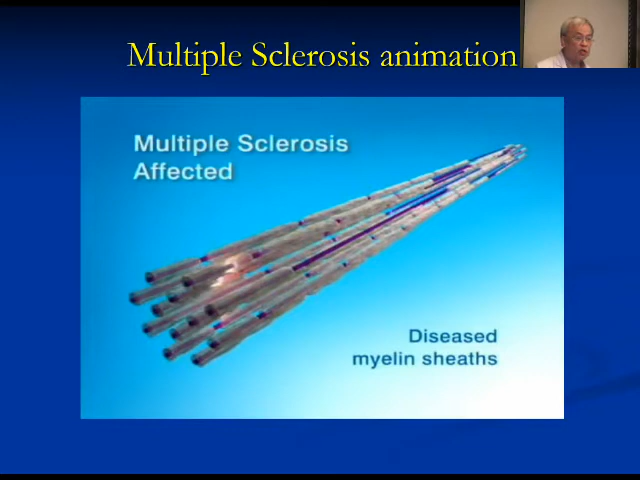 Multiple Sclerosis animation
Multiple Sclerosis
Affected
Diseased
myelin sheaths